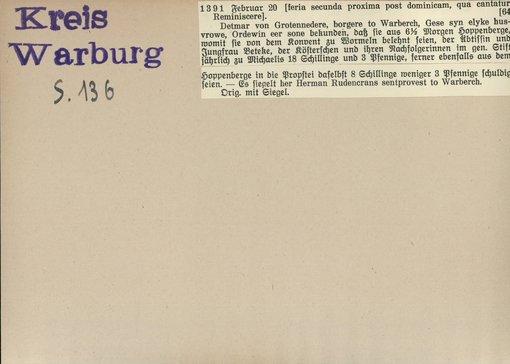 Kreis
Warburg
S. 136
1391 Februar 20 [feria secunda proxima post dominicam, qua cantatur
Reminiscere]. [64
Detmar von Grotennedere, borgere to Warberch, Gese syn elyke hus-
vrowe, Ordewin eer sone bekunden, daß sie aus 6½ Morgen Hoppenberge,
womit sie von dem Konvent zu Wormeln belehnt seien, der Äbtissin und
Jungfrau Beteke, der Kösterschen und ihren Nachfolgerinnen im gen. Stift
jährlich zu Michaelis 18 Schillinge und 3 Pfennige, ferner ebenfalls aus dem
Hoppenberge in die Propstei daselbst 8 Schillinge weniger 3 Pfennige schuldig
seien. — Es siegelt her Herman Rudencrans sentprovest to Warberch.
Orig. mit Siegel.